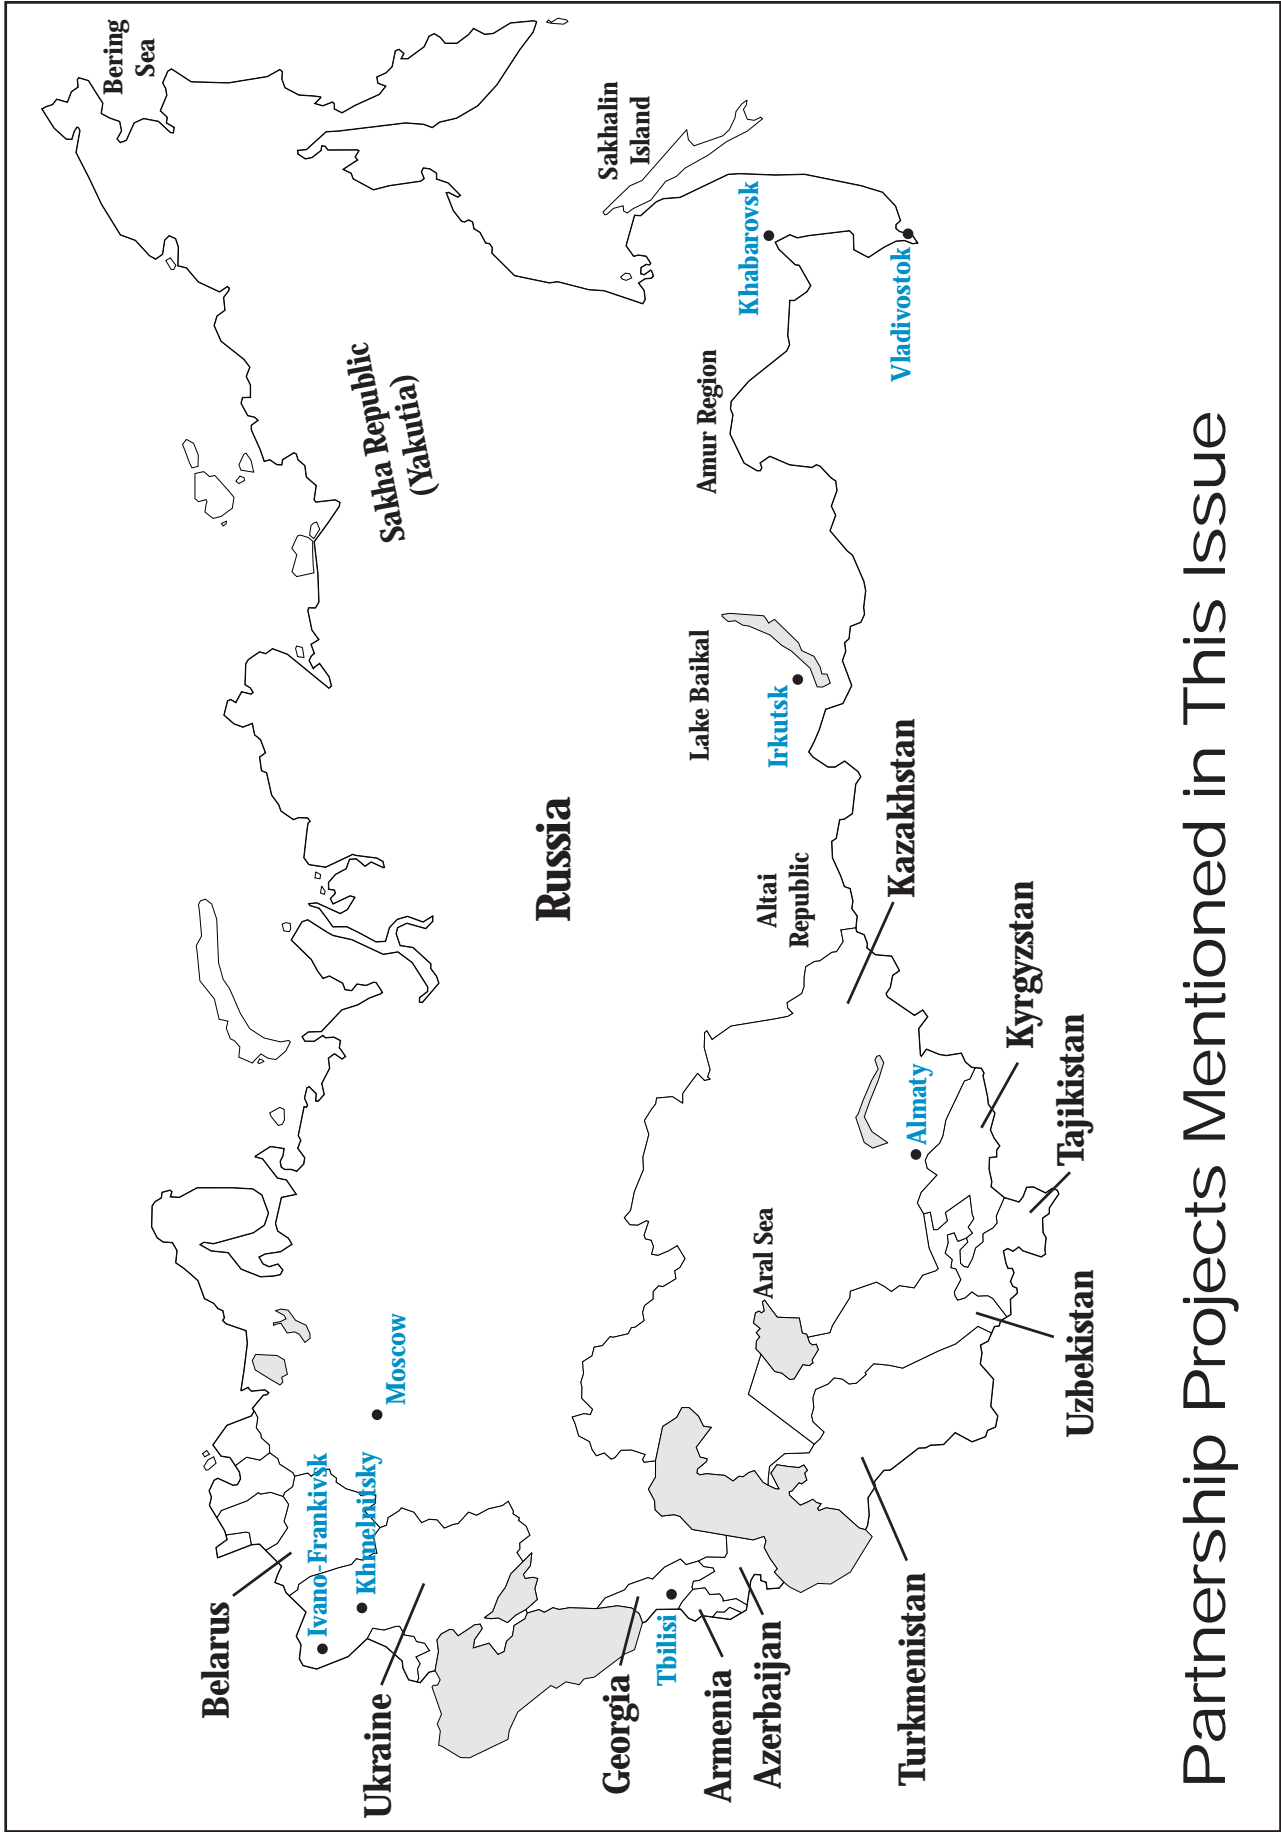 Bering
Sea
Sakhalin
Island
Khabarovsk
Vladivostok
Sakha Republic
(Yakutia)
Amur Region
Lake Baikal
Irkutsk
Russia
Altai
Republic
Kazakhstan
Kyrgyzstan
Tajikistan
Almaty
Aral Sea
Uzbekistan
Moscow
Ivano-Frankivsk
Khmelnitsky
Belarus
Ukraine
Georgia
Tbilisi
Armenia
Azerbaijan
Turkmenistan
Partnership Projects Mentioned in This Issue